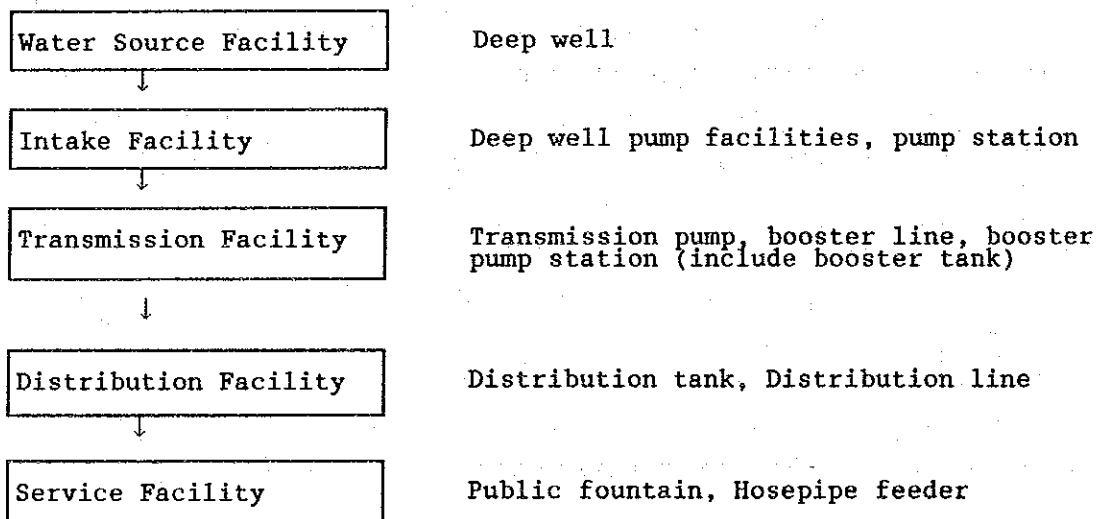 Water Source Facility Deep well
↓
Intake Facility Deep well pump facilities, pump station
↓
Transmission Facility Transmission pump, booster line, booster
pump station (include booster tank)
↓
Distribution Facility Distribution tank, Distribution line
↓
Service Facility Public fountain, Hosepipe feeder